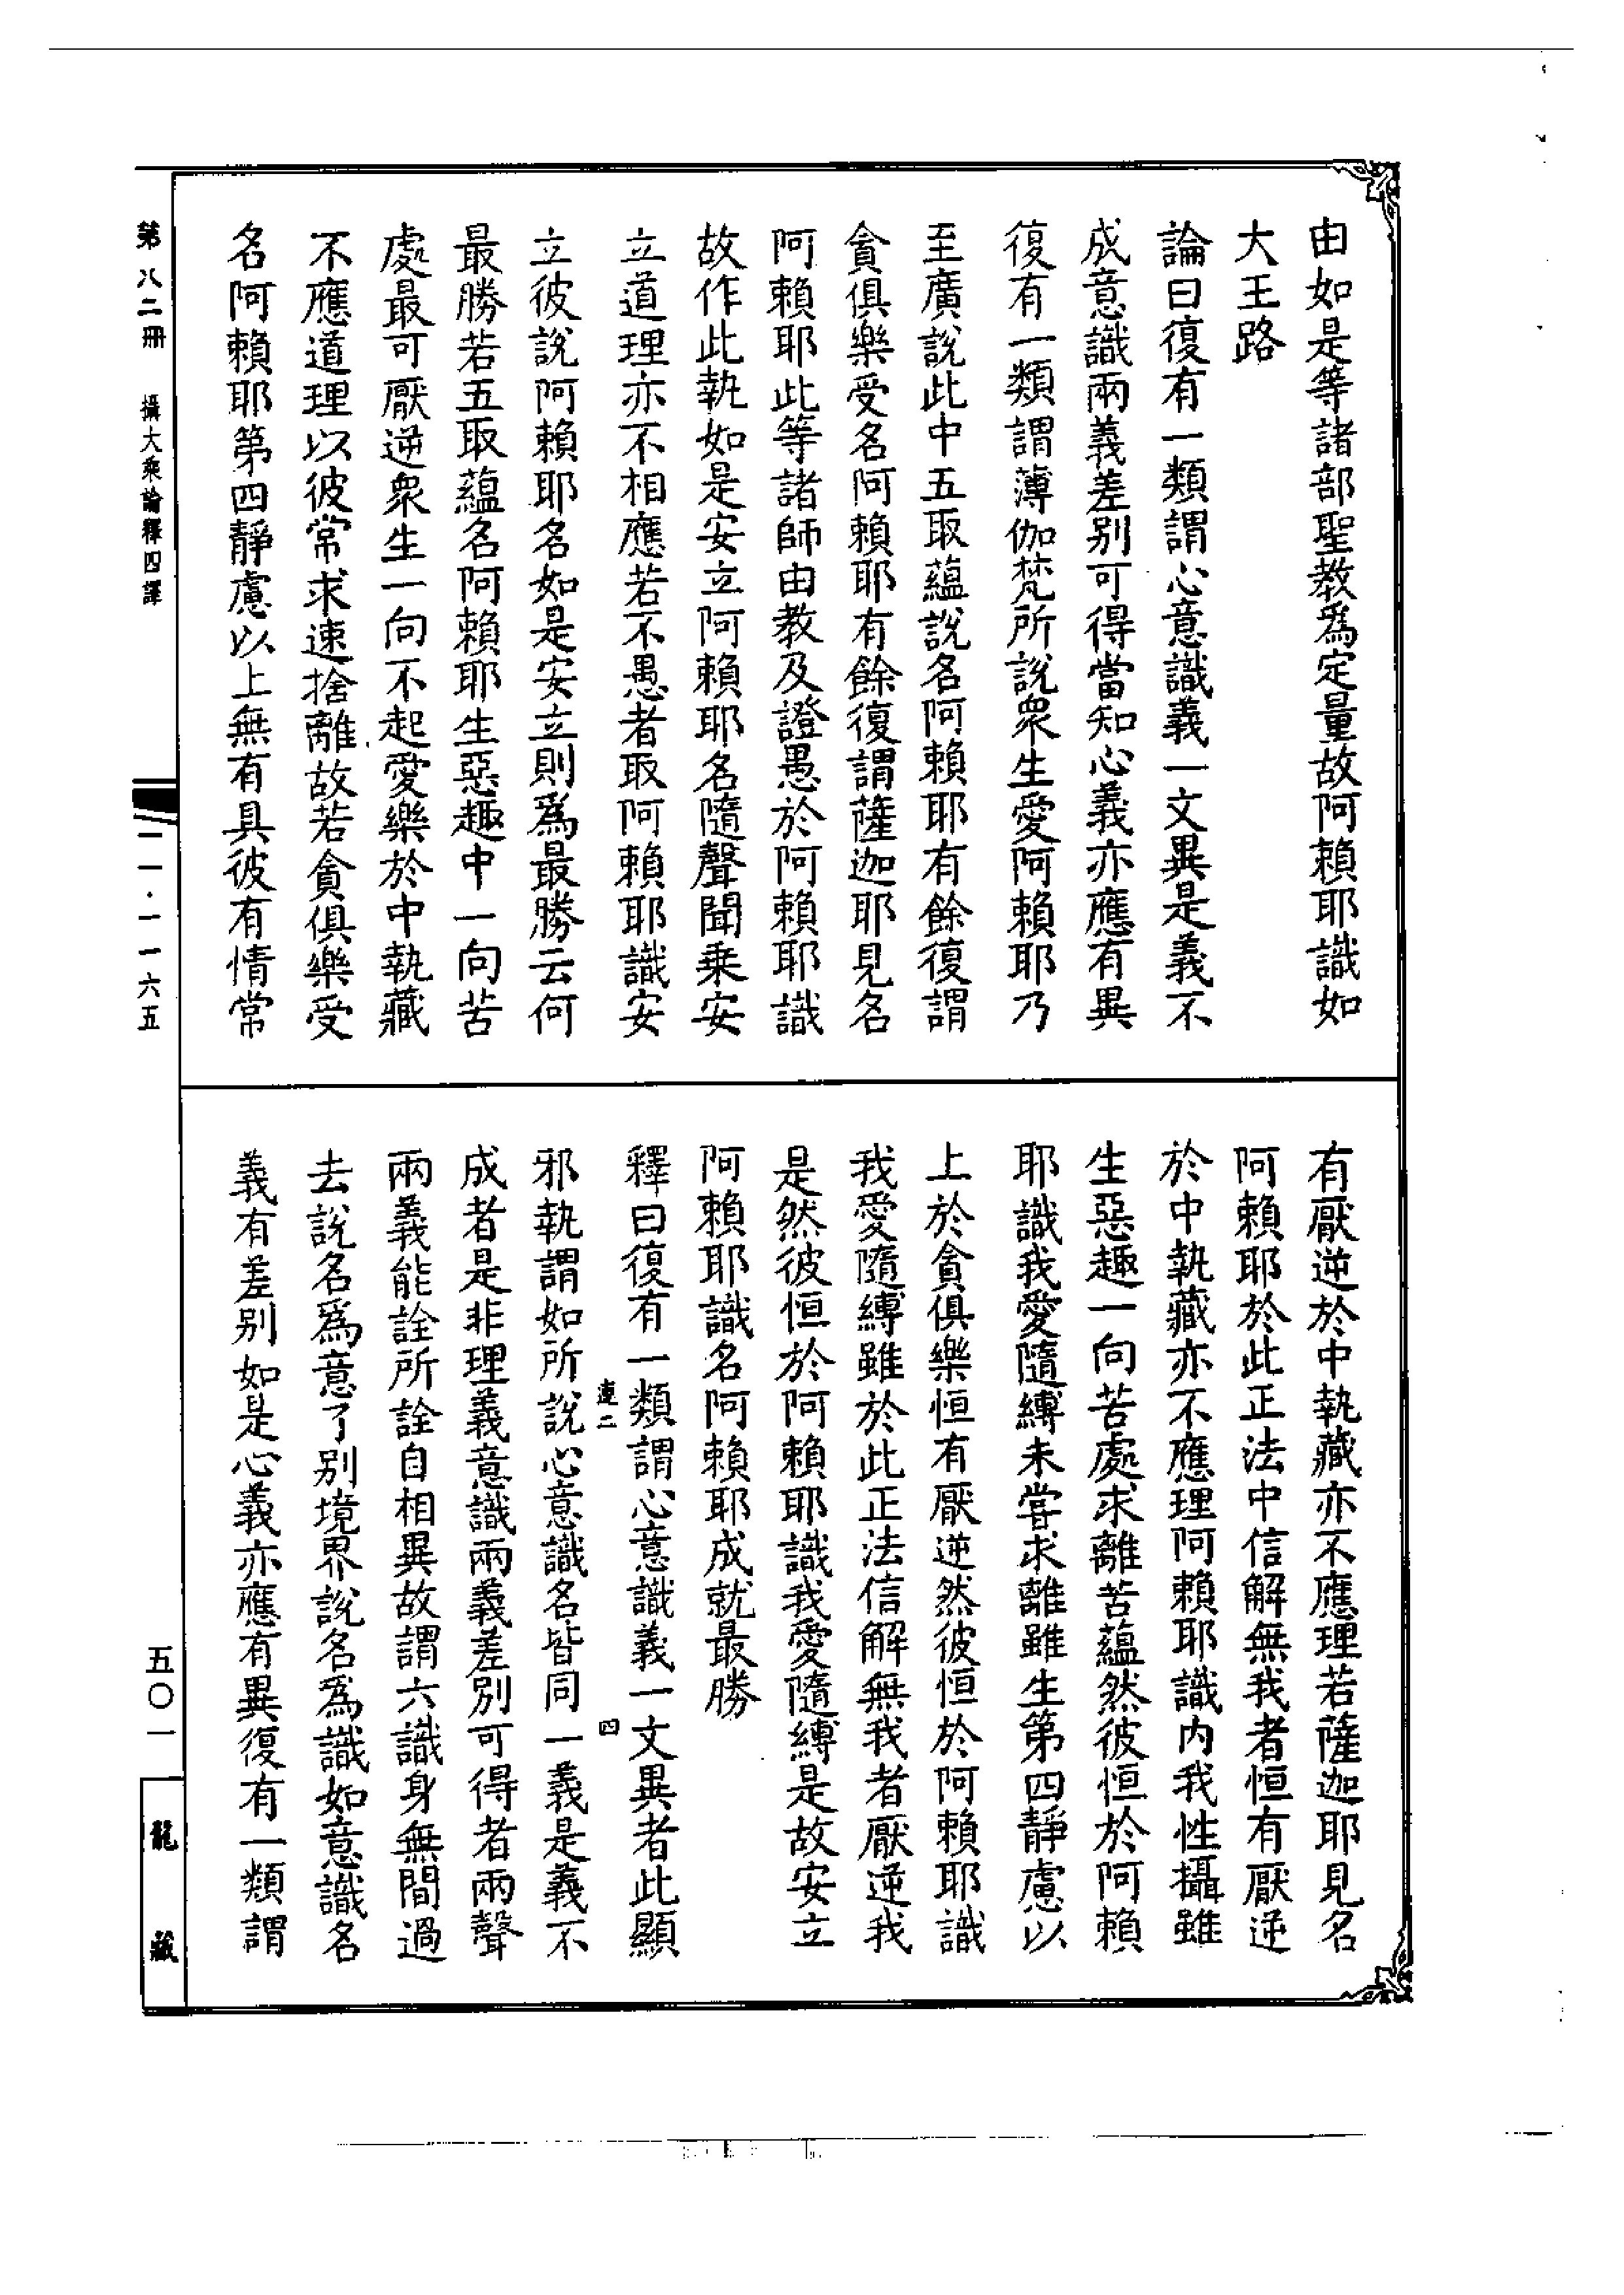 由如是等諸部聖教為定量故阿賴耶識如
大王路
論曰復有一類謂心意識義一文異是義不
成意識兩義差別可得當知心義亦應有異
復有一類謂薄伽梵所說衆生愛阿賴耶乃
至廣說此中五取蘊說名阿賴耶有餘復謂
貪俱樂受名阿賴耶有餘復謂薩迦耶見名
阿賴耶此等諸師由教及證愚於阿賴耶識
故作此執如是安立阿賴耶名隨聲聞乘安
立道理亦不相應若不愚者取阿賴耶識安
立彼說阿賴耶名如是安立則為最勝云何
最勝若五取蘊名阿賴耶生惡趣中一向苦
處最可厭逆衆生一向不起愛樂於中執藏
不應道理以彼常求速捨離故若貪俱樂受
名阿賴耶第四靜慮以上無有具彼有情常
有厭逆於中執藏亦不應理若薩迦耶見名
阿賴耶於此正法中信解無我者恒有厭逆
於中執藏亦不應理阿賴耶識內我性攝雖
生惡趣一向苦處求離苦蘊然彼恒於阿賴
耶識我愛隨縛未嘗求離雖生第四靜慮以
上於貪俱樂恒有厭逆然彼恒於阿賴耶識
我愛隨縛雖於此正法信解無我者厭逆我
是然彼恒於阿賴耶識我愛隨縛是故安立
阿賴耶識名阿賴耶成就最勝
釋曰復有一類謂心意識義一文異者此顯
連二 四
邪執謂如所說心意識名皆同一義是義不
成者是非理義意識兩義差別可得者兩聲
兩義能詮所詮自相異故謂六識身無間過
去說名為意了別境界說名為識如意識名
義有差別如是心義亦應有異復有一類謂
第八二冊 攝大乘論釋四譯
二一·一一六五
五〇一
龍藏